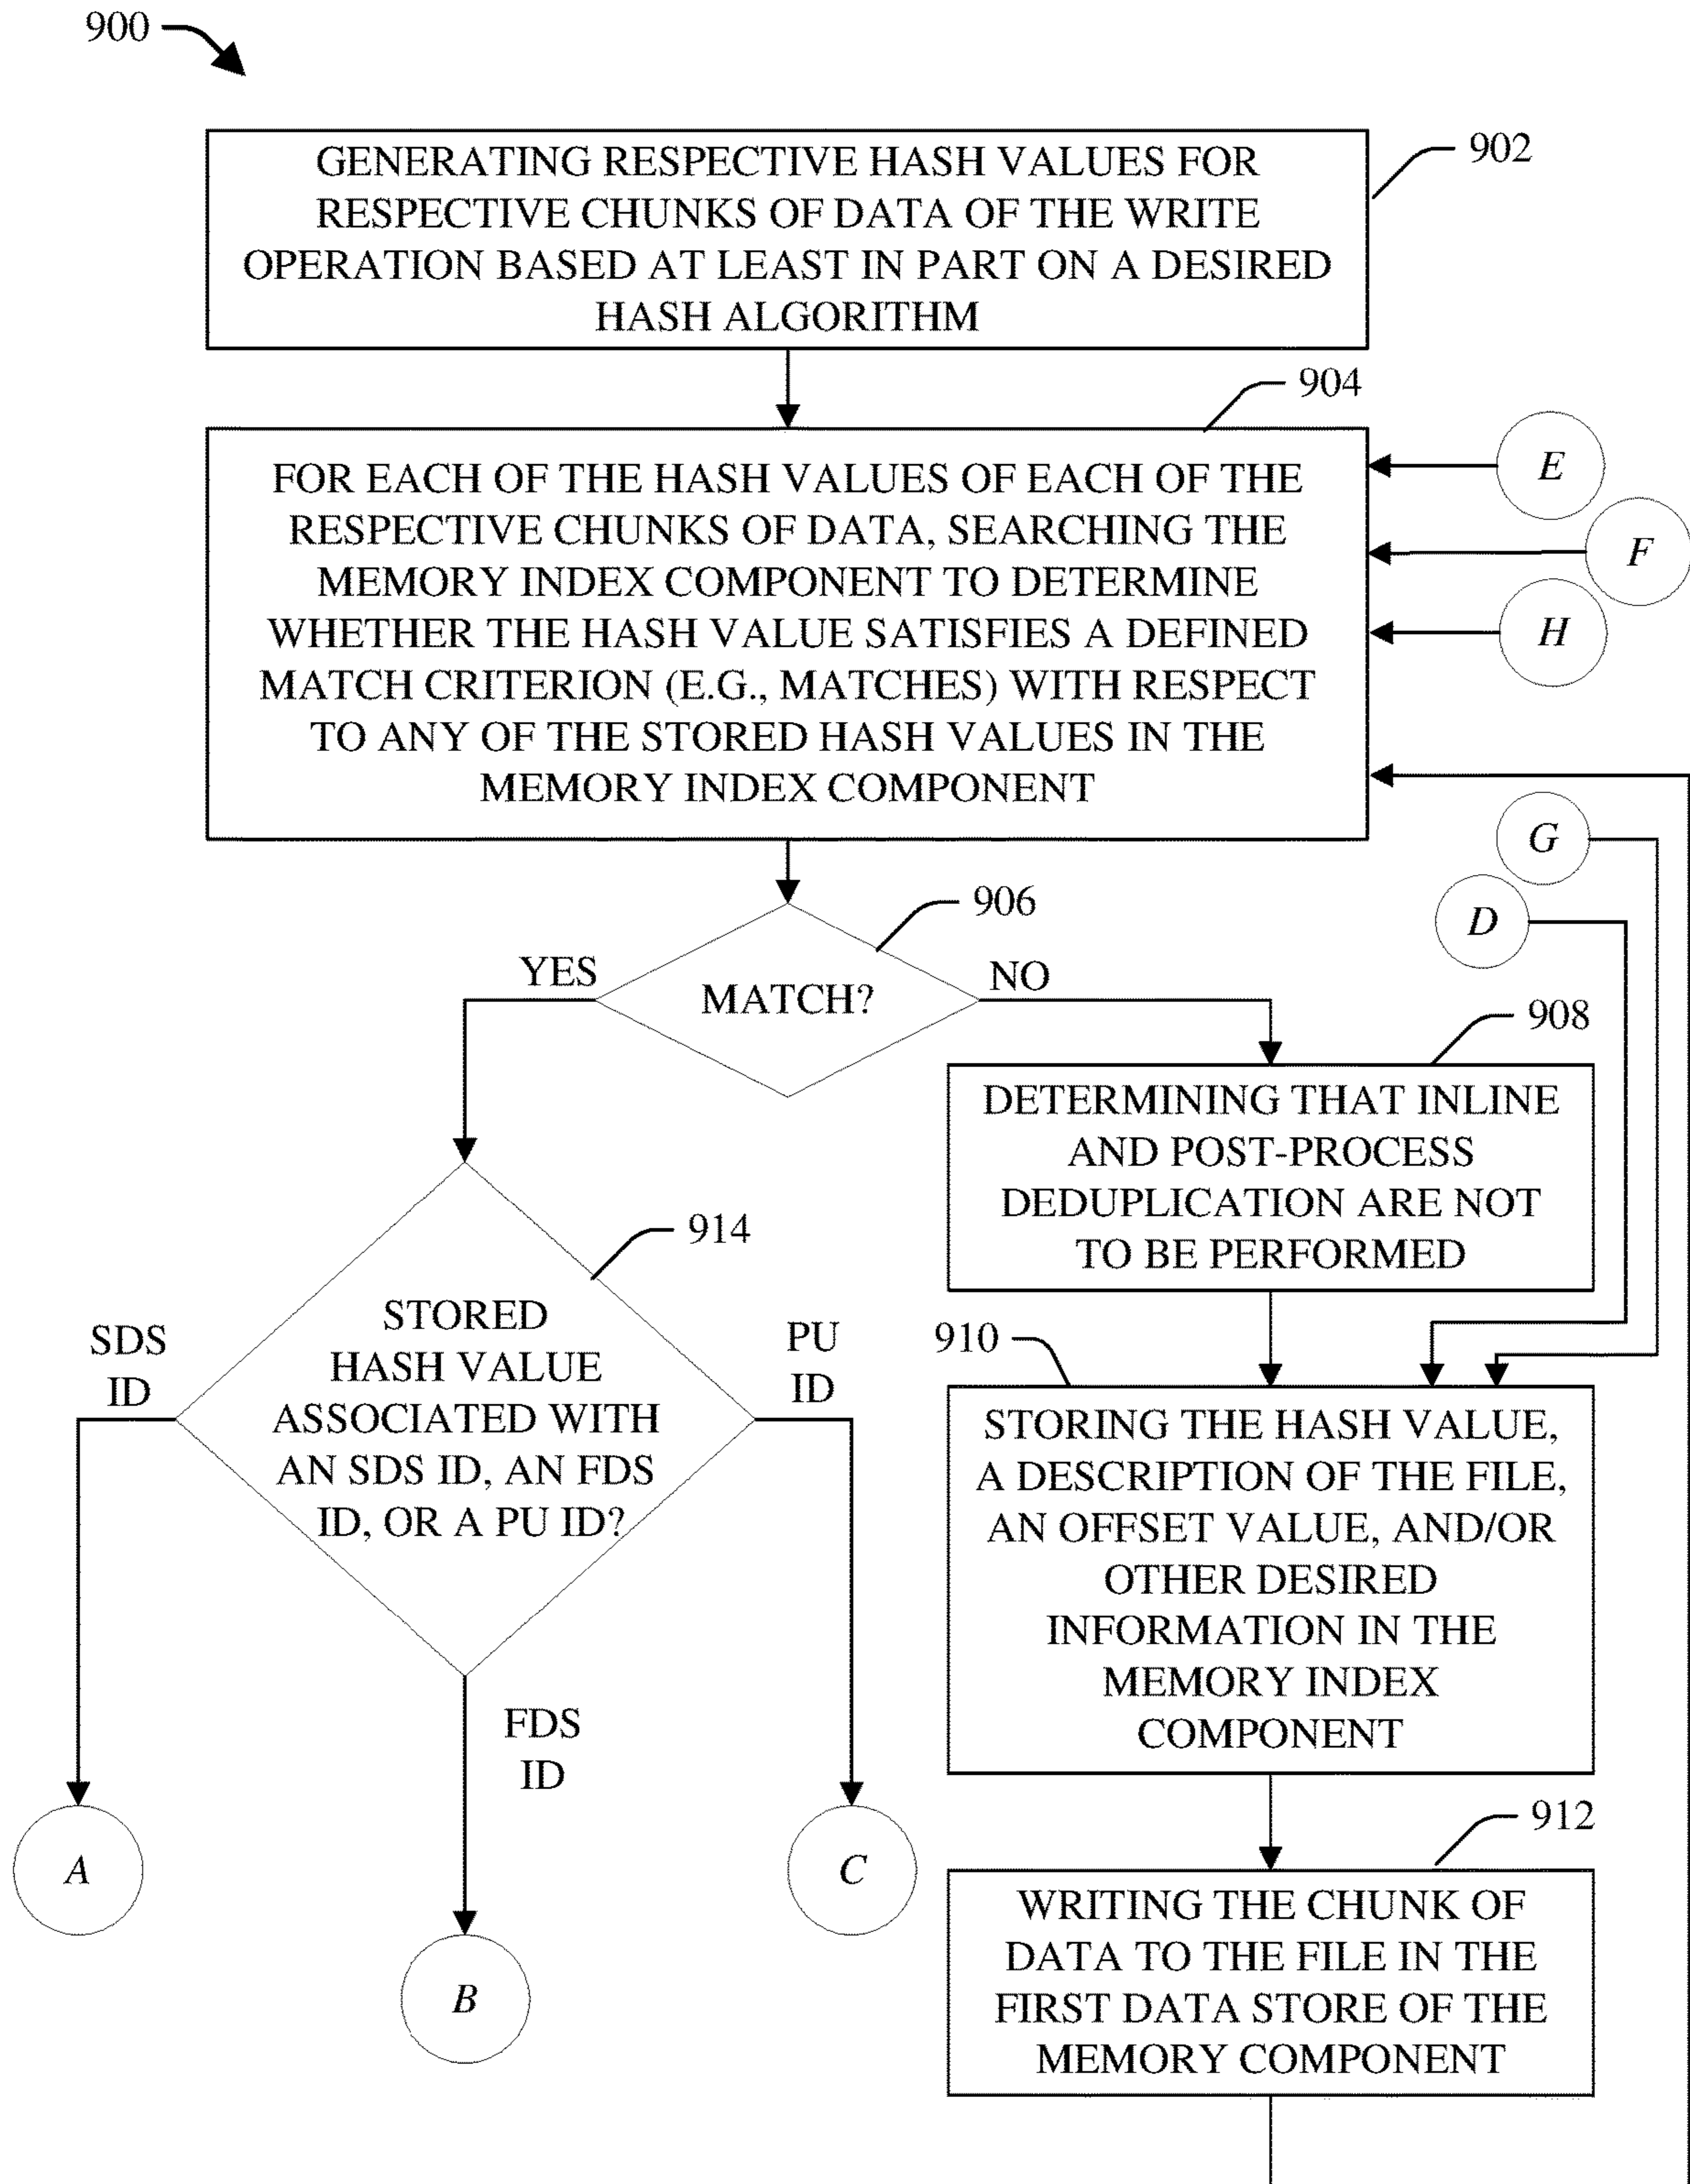 900
902
GENERATING RESPECTIVE HASH VALUES FOR
RESPECTIVE CHUNKS OF DATA OF THE WRITE
OPERATION BASED AT LEAST IN PART ON A DESIRED
HASH ALGORITHM
904
FOR EACH OF THE HASH VALUES OF EACH OF THE
RESPECTIVE CHUNKS OF DATA, SEARCHING THE
MEMORY INDEX COMPONENT TO DETERMINE
WHETHER THE HASH VALUE SATISFIES A DEFINED
MATCH CRITERION (E.G., MATCHES) WITH RESPECT
TO ANY OF THE STORED HASH VALUES IN THE
MEMORY INDEX COMPONENT
E
F
H
G
D
906
YES
MATCH?
NO
908
DETERMINING THAT INLINE
AND POST-PROCESS
DEDUPLICATION ARE NOT
TO BE PERFORMED
914
STORED
HASH VALUE
ASSOCIATED WITH
AN SDS ID, AN FDS
ID, OR A PU ID?
SDS
ID
PU
ID
FDS
ID
910
STORING THE HASH VALUE,
A DESCRIPTION OF THE FILE,
AN OFFSET VALUE, AND/OR
OTHER DESIRED
INFORMATION IN THE
MEMORY INDEX
COMPONENT
A
B
C
912
WRITING THE CHUNK OF
DATA TO THE FILE IN THE
FIRST DATA STORE OF THE
MEMORY COMPONENT